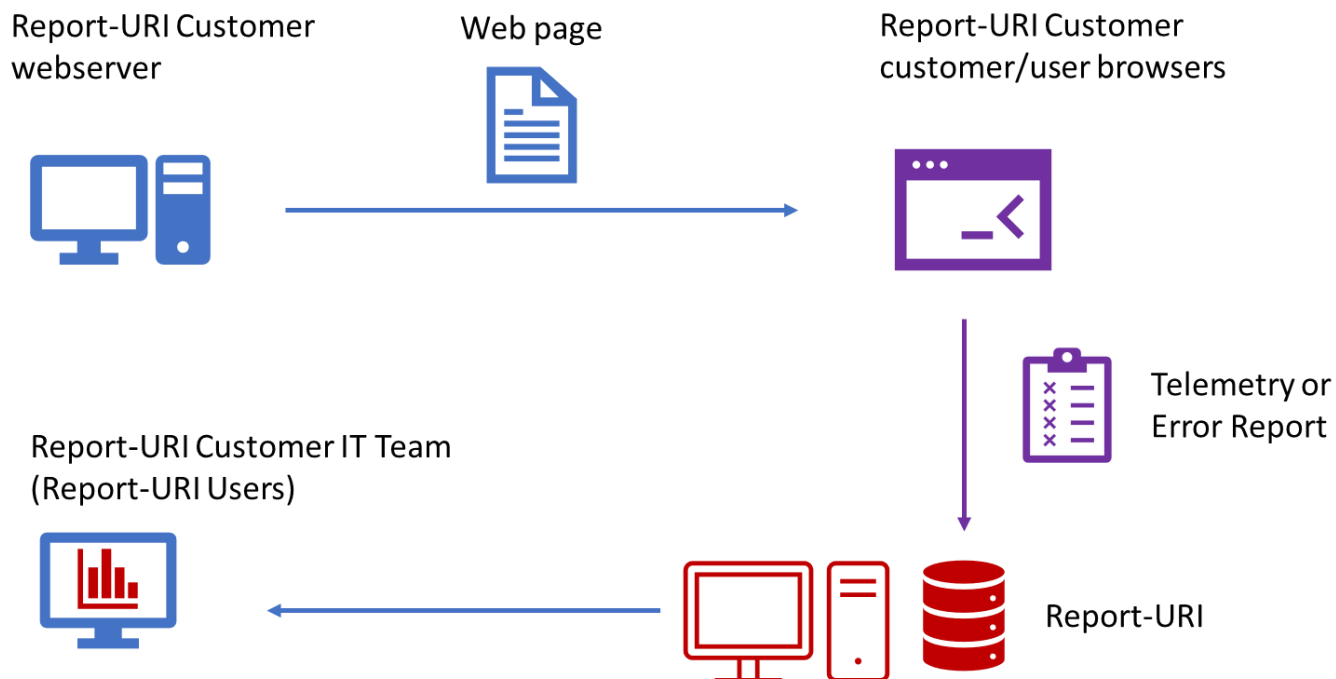 Report-URI Customer
webserver
Web page
Report-URI Customer
customer/user browsers
Telemetry or
Error Report
Report-URI Customer IT Team
(Report-URI Users)
Report-URI